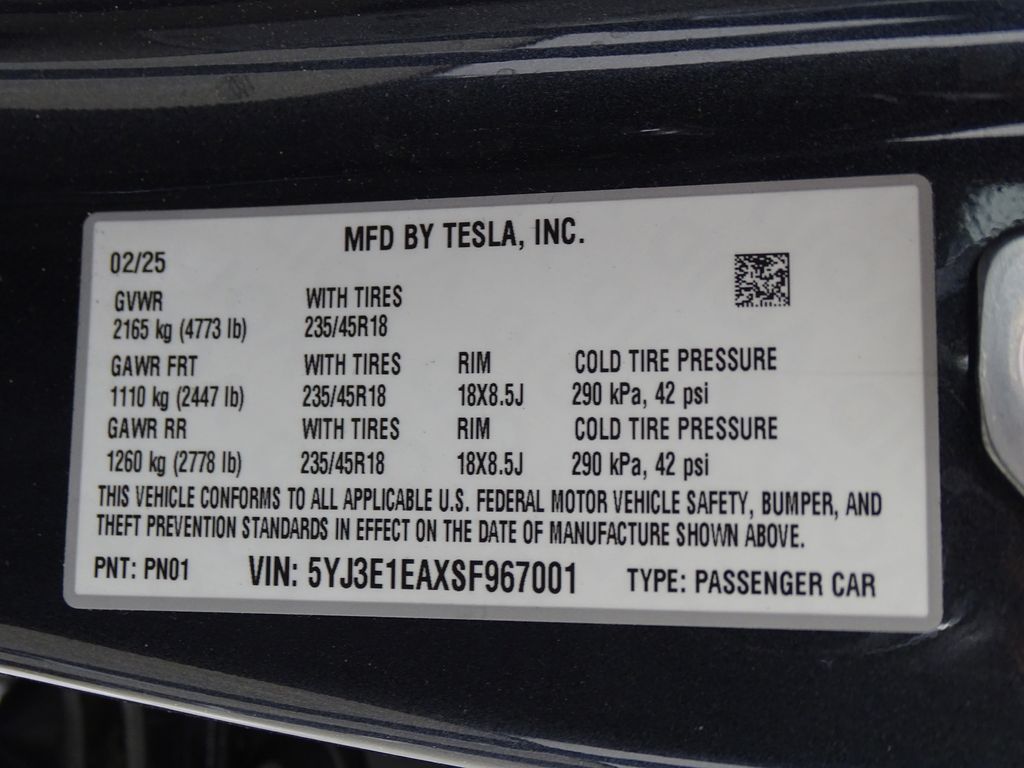 MFD BY TESLA, INC.
02/25
GVWR WITH TIRES
2165 kg (4773 lb) 235/45R18
GAWR FRT WITH TIRES RIM COLD TIRE PRESSURE
1110 kg (2447 lb) 235/45R18 18X8.5J 290 kPa, 42 psi
GAWR RR WITH TIRES RIM COLD TIRE PRESSURE
1260 kg (2778 lb) 235/45R18 18X8.5J 290 kPa, 42 psi
THIS VEHICLE CONFORMS TO ALL APPLICABLE U.S. FEDERAL MOTOR VEHICLE SAFETY, BUMPER, AND
THEFT PREVENTION STANDARDS IN EFFECT ON THE DATE OF MANUFACTURE SHOWN ABOVE.
PNT: PN01 VIN: 5YJ3E1EAXSF967001 TYPE: PASSENGER CAR